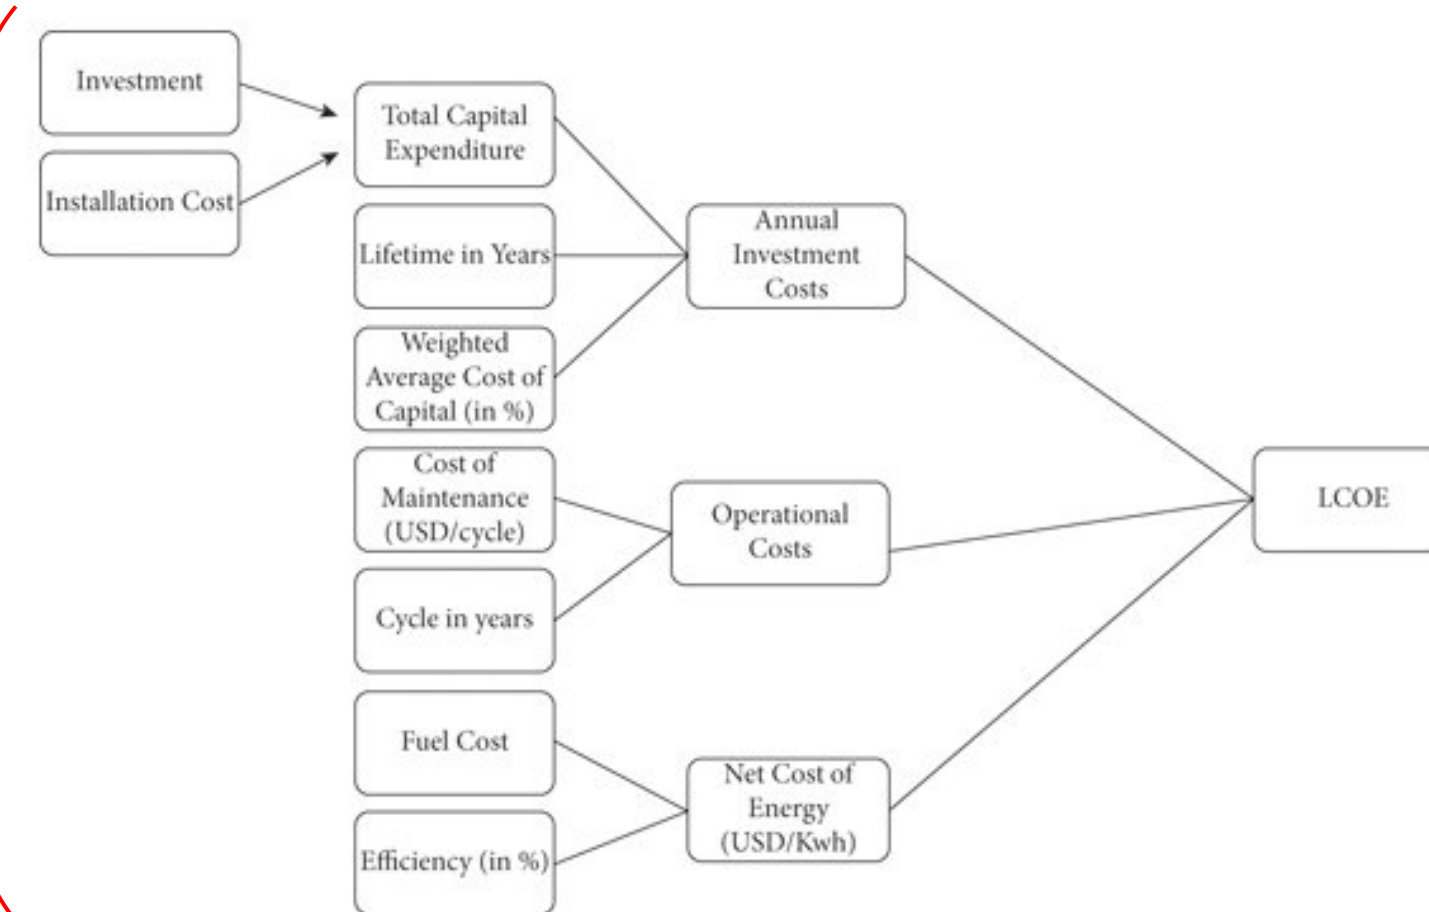 Investment
Installation Cost
Total Capital
Expenditure
Lifetime in Years
Weighted
Average Cost of
Capital (in %)
Cost of
Maintenance
(USD/cycle)
Cycle in years
Fuel Cost
Efficiency (in %)
Annual
Investment
Costs
Operational
Costs
Net Cost of
Energy
(USD/Kwh)
LCOE